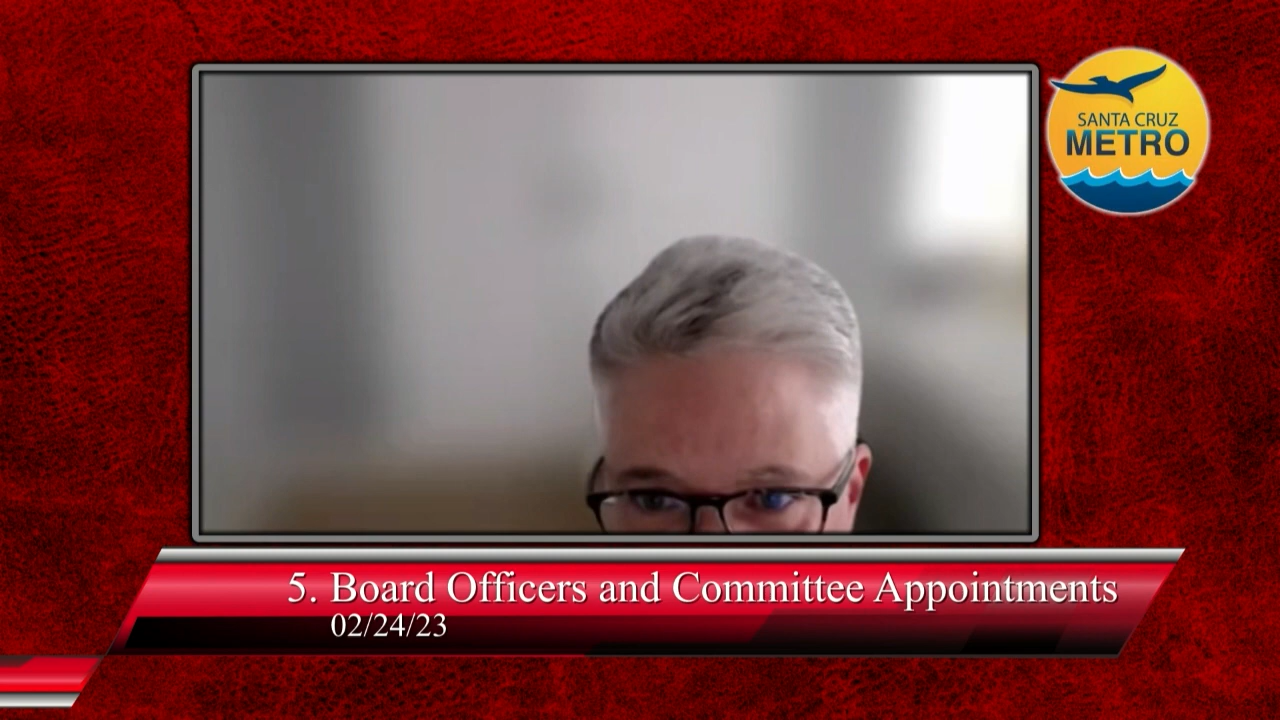 SANTA CRUZ
METRO
5. Board Officers and Committee Appointments
02/24/23